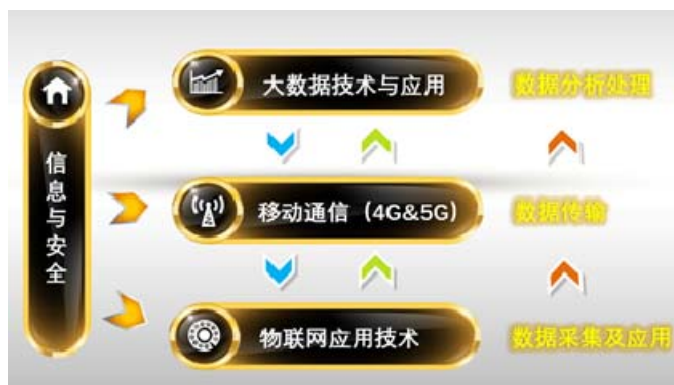 信息与安全
大数据技术与应用
数据分析处理
移动通信（4G&5G）
数据传输
物联网应用技术
数据采集及应用